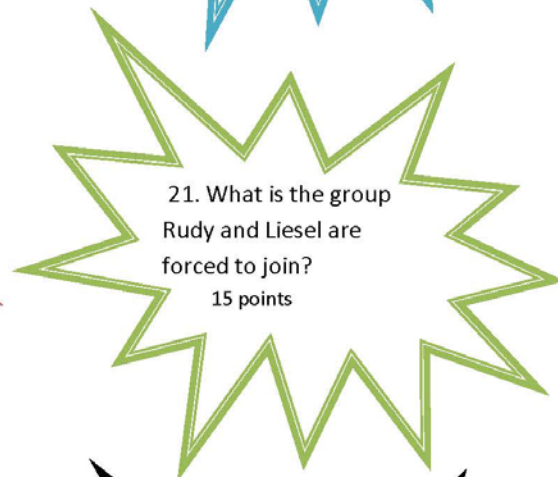 21. What is the group
Rudy and Liesel are
forced to join?
15 points